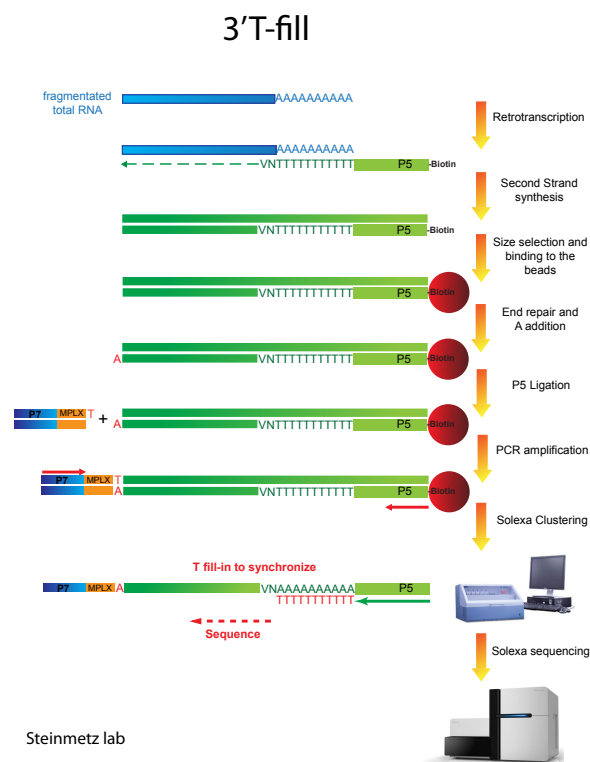 3'T-fill
fragmentated
total RNA
AAAAAAAAAA
Retrotranscription
AAAAAAAAAA
VNTTTTTTTTTTT P5 -Biotin
Second Strand
synthesis
VNTTTTTTTTTTT P5 -Biotin
Size selection and
binding to the
beads
VNTTTTTTTTTTT P5 -Biotin
End repair and
A addition
A VNTTTTTTTTTTT P5 -Biotin
P5 Ligation
P7 MPLX T + A VNTTTTTTTTTTT P5 -Biotin
PCR amplification
P7 MPLX T
A VNTTTTTTTTTTT P5 -Biotin
Solexa Clustering
T fill-in to synchronize
P7 MPLX A VNAAAAAAAAAA P5
TTTTTTTTTTT
Sequence
Solexa sequencing
Steinmetz lab